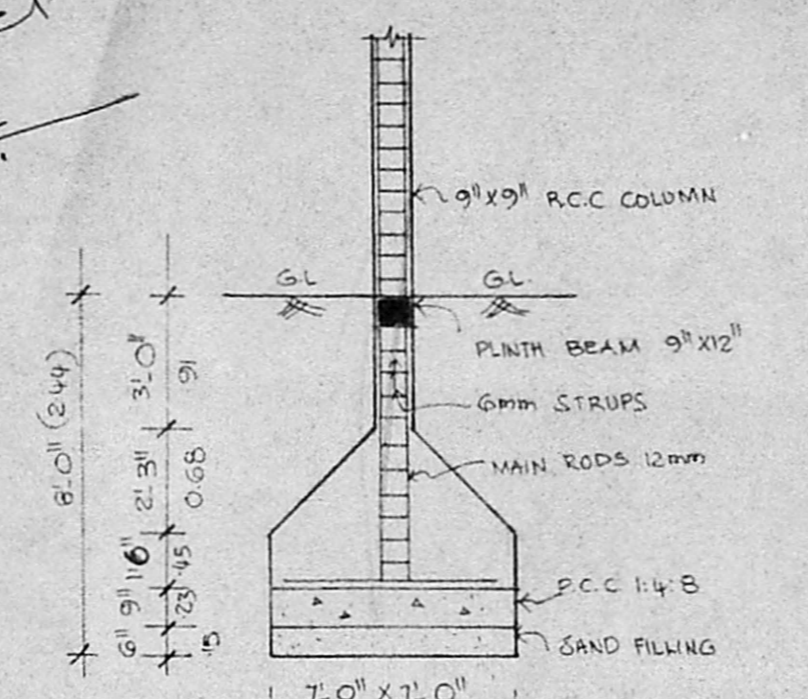 9"X9" R.C.C COLUMN
G.L
G.L.
PLINTH BEAM 9"X12"
6mm STRUPS
MAIN RODS 12mm
P.C.C 1:4:8
SAND FILLING
8'-0" (2.44)
3'-0"
.91
2'-3"
0.68
1'6"
.45
9"
.23
6"
.15
7'-0" X 7'-0"